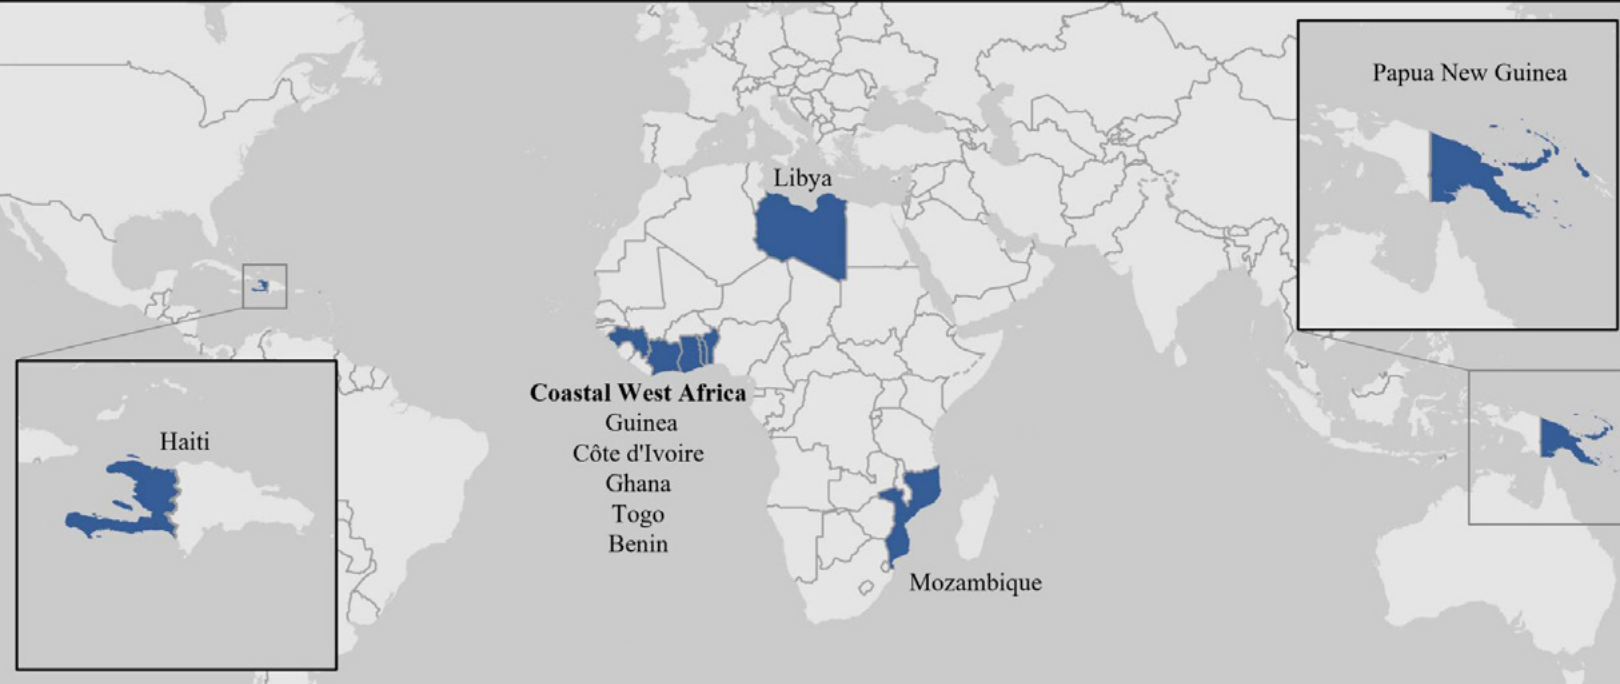 Papua New Guinea
Libya
Coastal West Africa
Guinea
Côte d'Ivoire
Ghana
Togo
Benin
Haiti
Mozambique